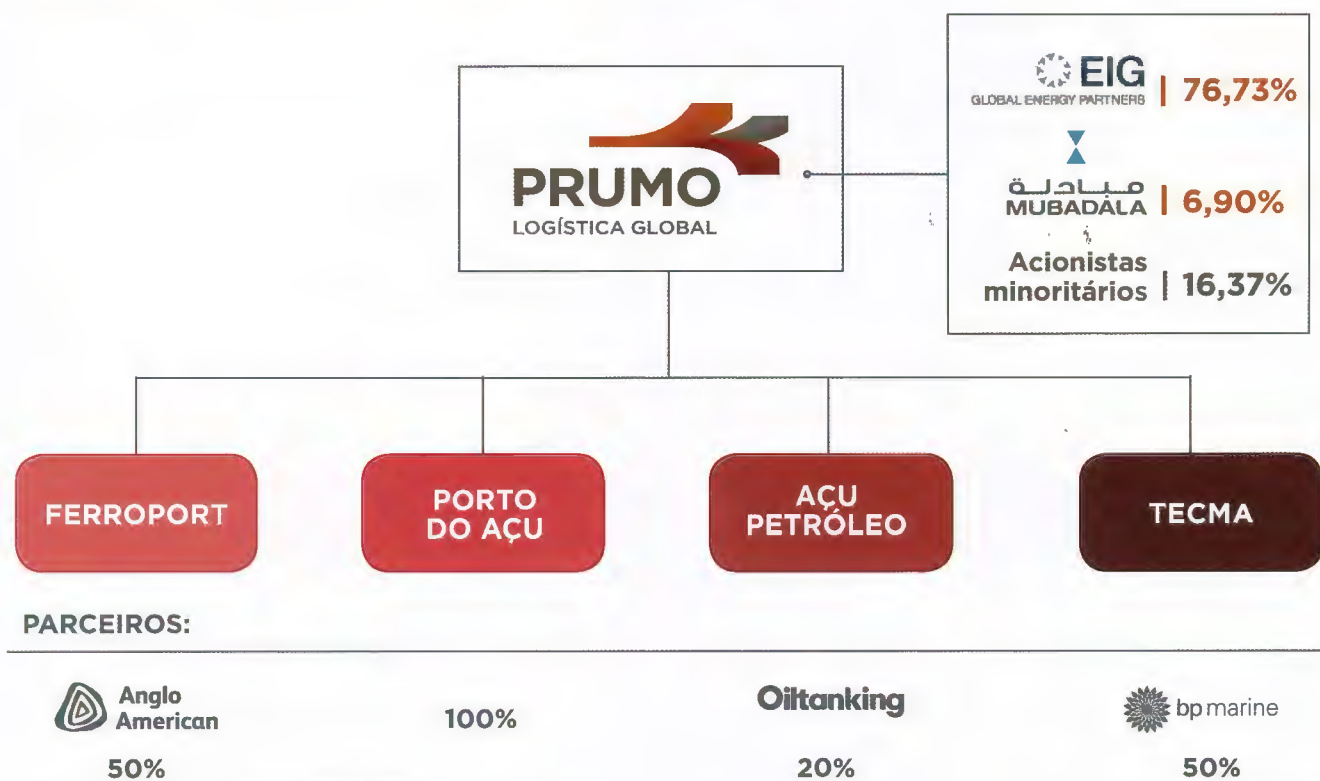 EIG
GLOBAL ENERGY PARTNERS | 76,73%
مبادلة
MUBADALA | 6,90%
Acionistas
minoritários | 16,37%
PRUMO
LOGÍSTICA GLOBAL
FERROPORT
PORTO
DO AÇU
AÇU
PETRÓLEO
TECMA
PARCEIROS:
Anglo
American
50%
100%
Oiltanking
20%
bp marine
50%